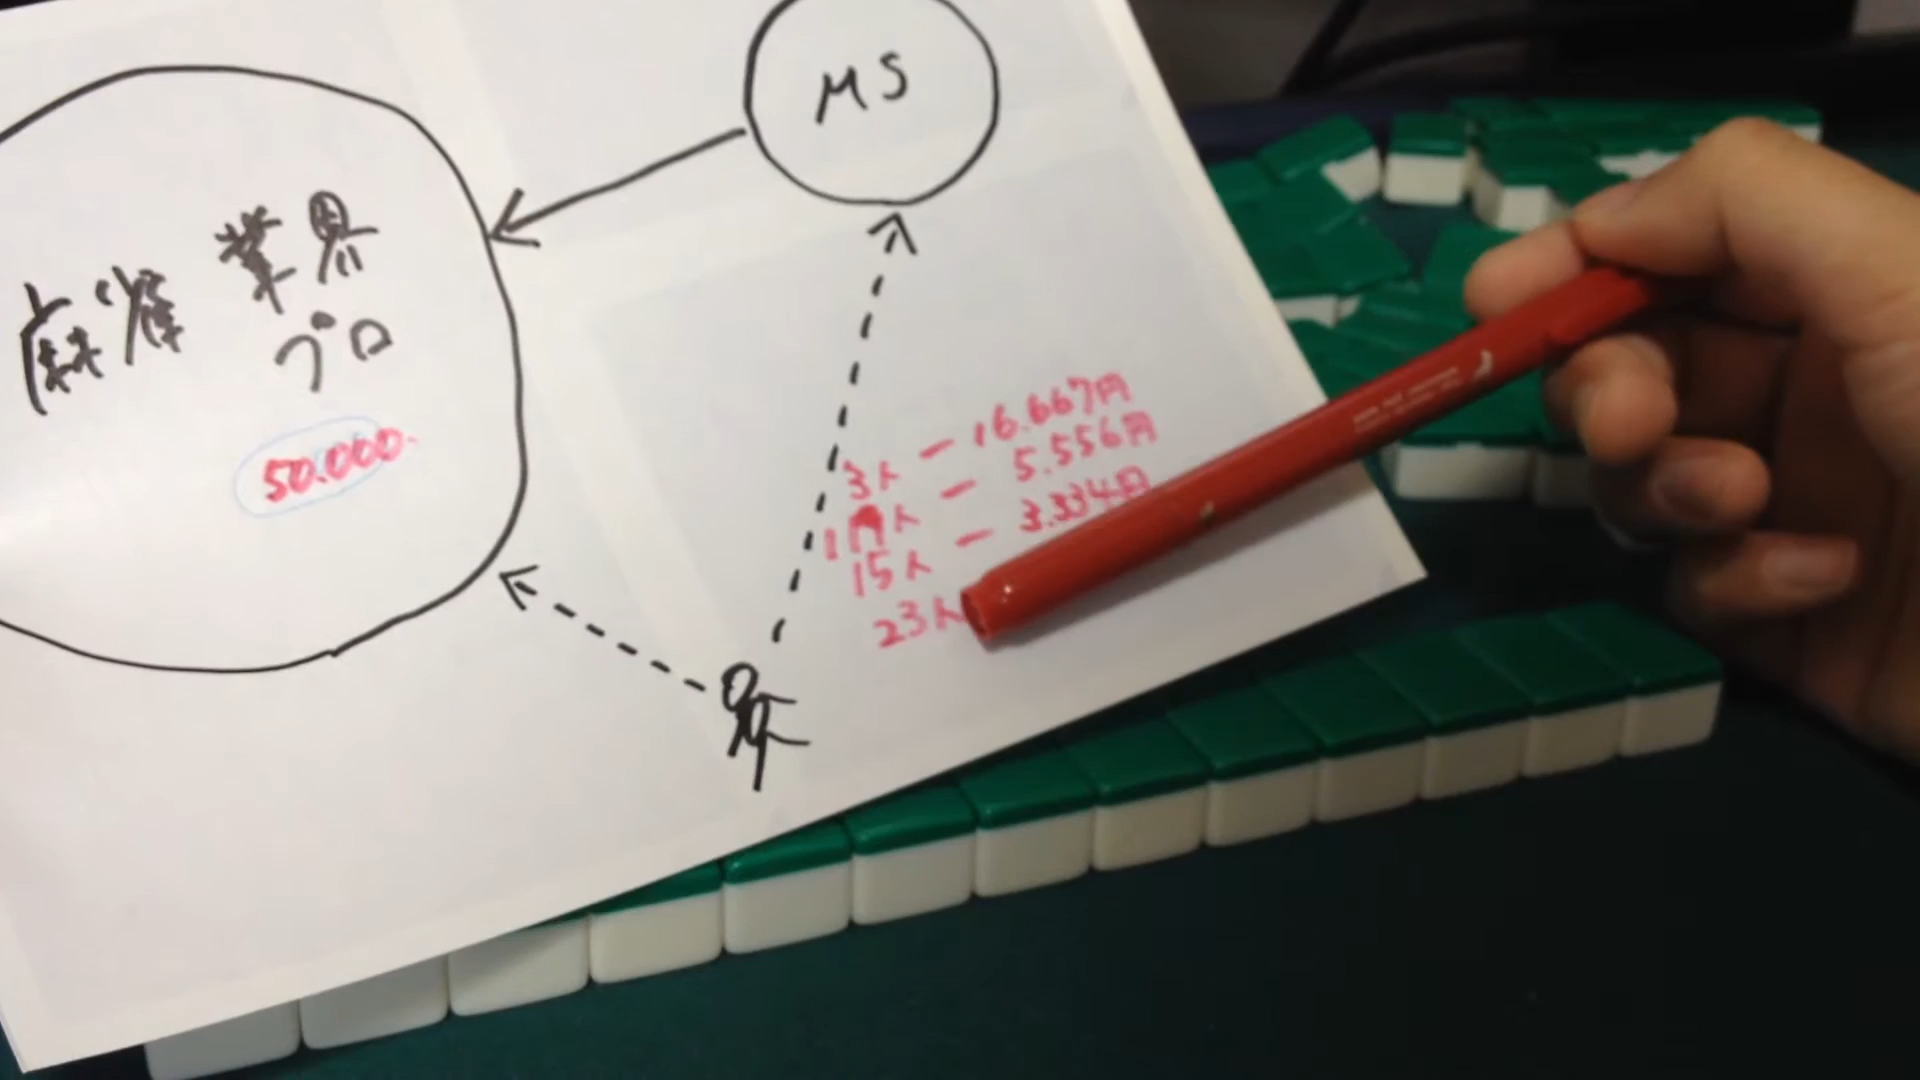 MS
麻雀 業界
プロ
50.000.
3人 ー 16.667円
人 ー 5.556円
15人 ー 3.334円
23人